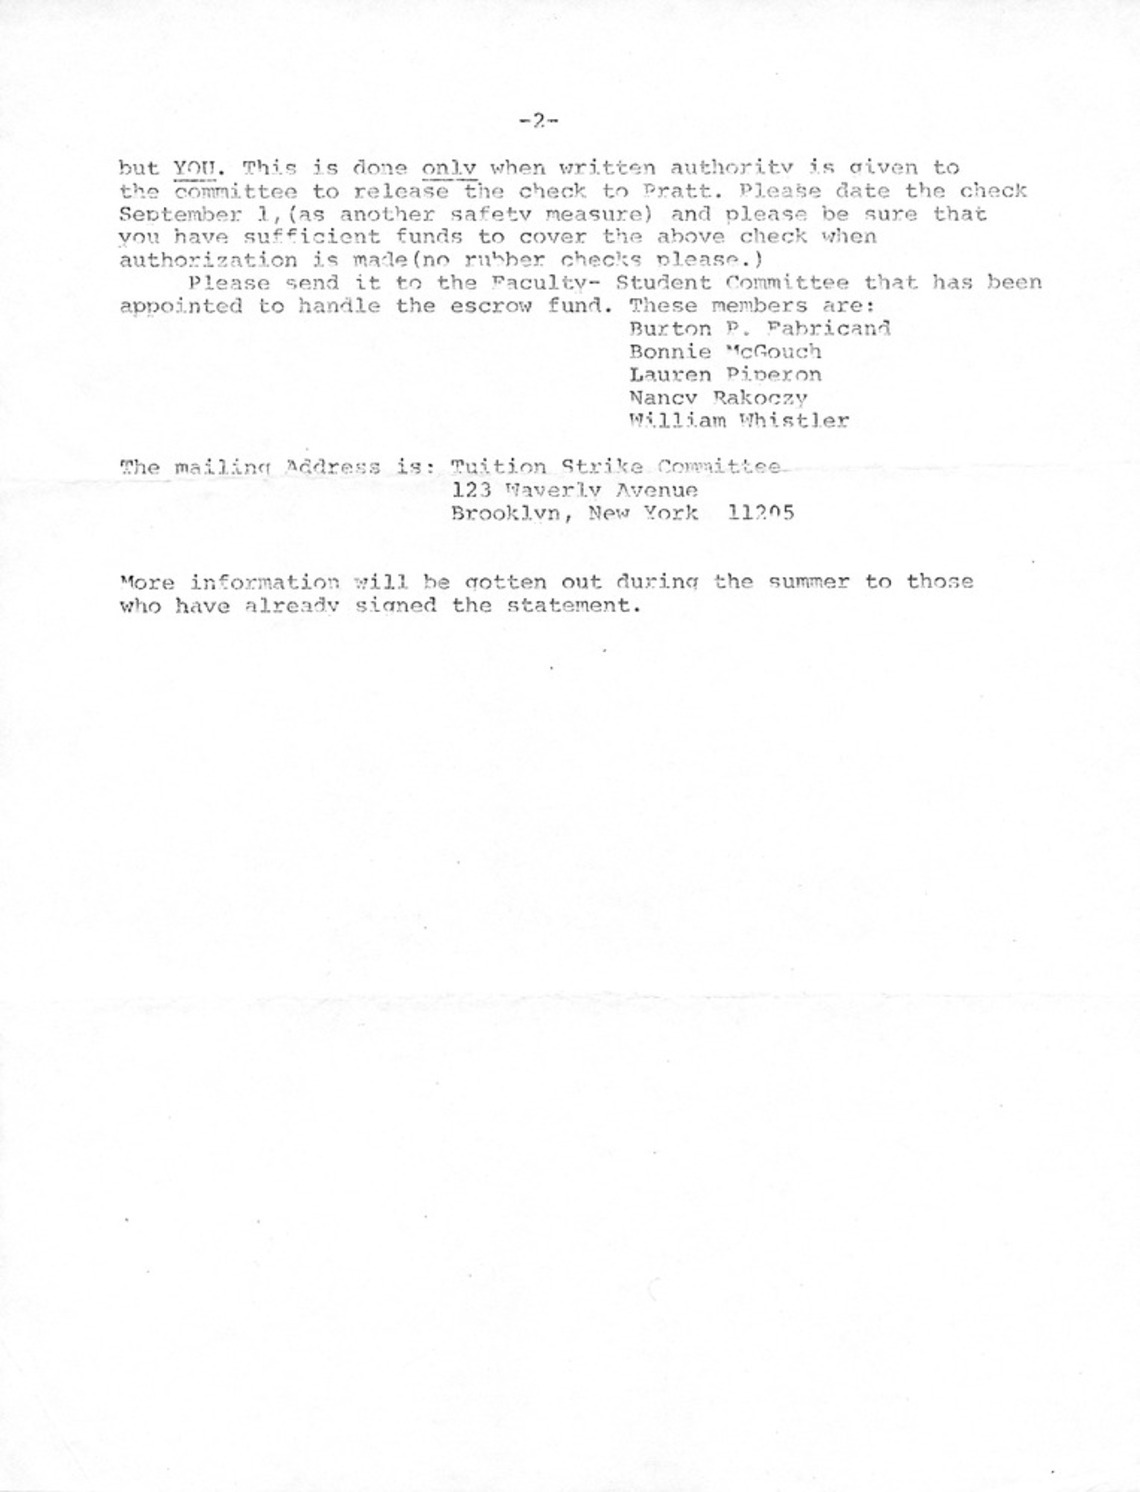 -2-
but YOU. This is done only when written authority is given to
the committee to release the check to Pratt. Please date the check
September 1,(as another safety measure) and please be sure that
you have sufficient funds to cover the above check when
authorization is made(no rubber checks please.)
Please send it to the Faculty- Student Committee that has been
appointed to handle the escrow fund. These members are:
Burton P. Fabricand
Bonnie McGouch
Lauren Piperon
Nancy Rakoczy
William Whistler
The mailing Address is: Tuition Strike Committee
123 Waverly Avenue
Brooklyn, New York 11205
More information will be gotten out during the summer to those
who have already signed the statement.